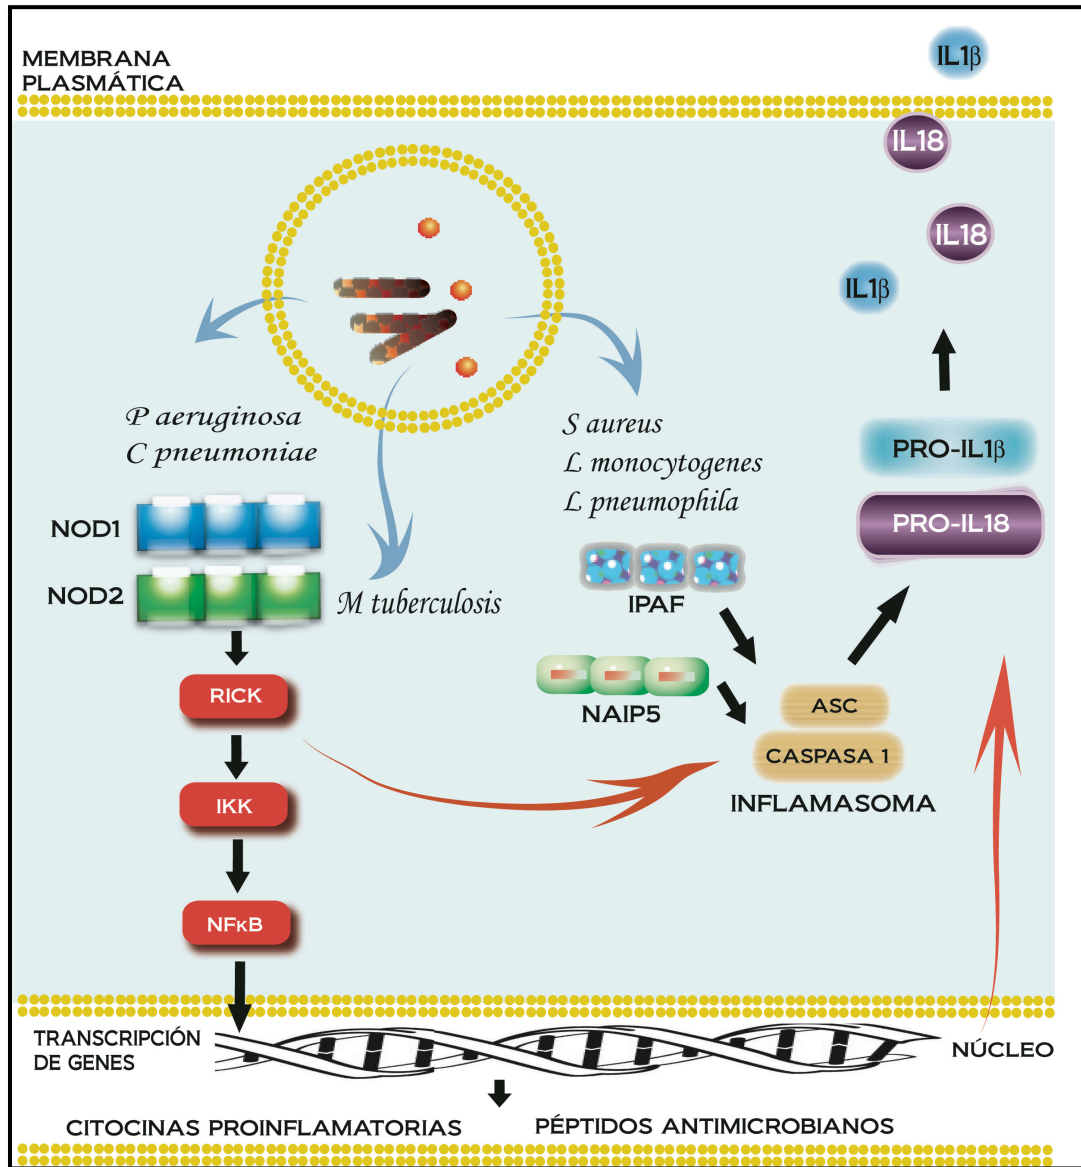 MEMBRANA
PLASMÁTICA
IL1β
IL18
IL18
IL1β
P aeruginosa
C pneumoniae
S aureus
L monocytogenes
L pneumophila
PRO-IL1β
PRO-IL18
NOD1
NOD2
M tuberculosis
IPAF
NAIP5
RICK
ASC
CASPASA 1
INFLAMASOMA
IKK
NFκB
TRANSCRIPCIÓN
DE GENES
NÚCLEO
CITOCINAS PROINFLAMATORIAS
PÉPTIDOS ANTIMICROBIANOS